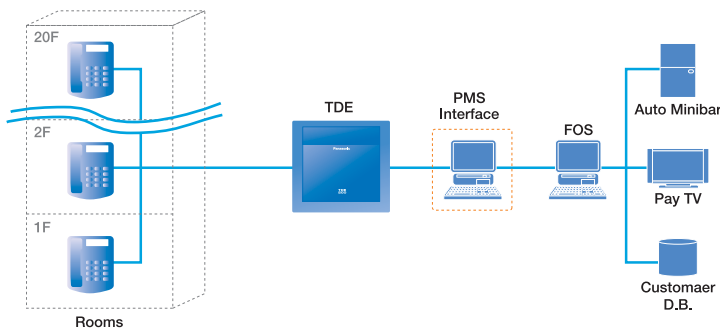 20F
2F
1F
Rooms
TDE
Panasonic
TDE
PMS
Interface
FOS
Auto Minibar
Pay TV
Customaer
D.B.